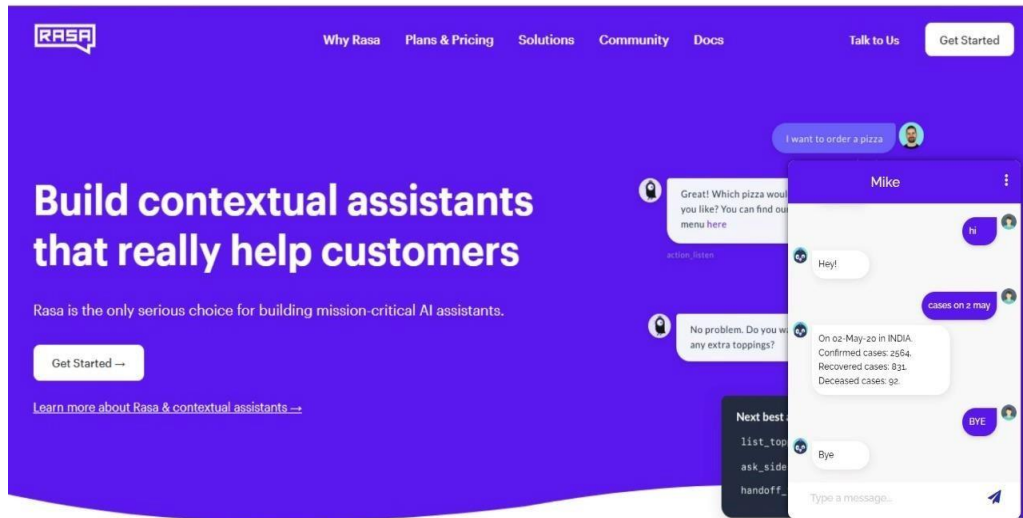 RASA
Why Rasa Plans & Pricing Solutions Community Docs Talk to Us Get Started
Build contextual assistants
that really help customers
Rasa is the only serious choice for building mission-critical AI assistants.
Get Started →
Learn more about Rasa & contextual assistants →
I want to order a pizza
Great! Which pizza woul
you like? You can find ou
menu here
action_listen
No problem. Do you wa
any extra toppings?
Next best a
list_top
ask_side
handoff_
Mike
hi
Hey!
cases on 2 may
On 02-May-20 in INDIA.
Confirmed cases: 2564.
Recovered cases: 831.
Deceased cases: 92.
BYE
Bye
Type a message...